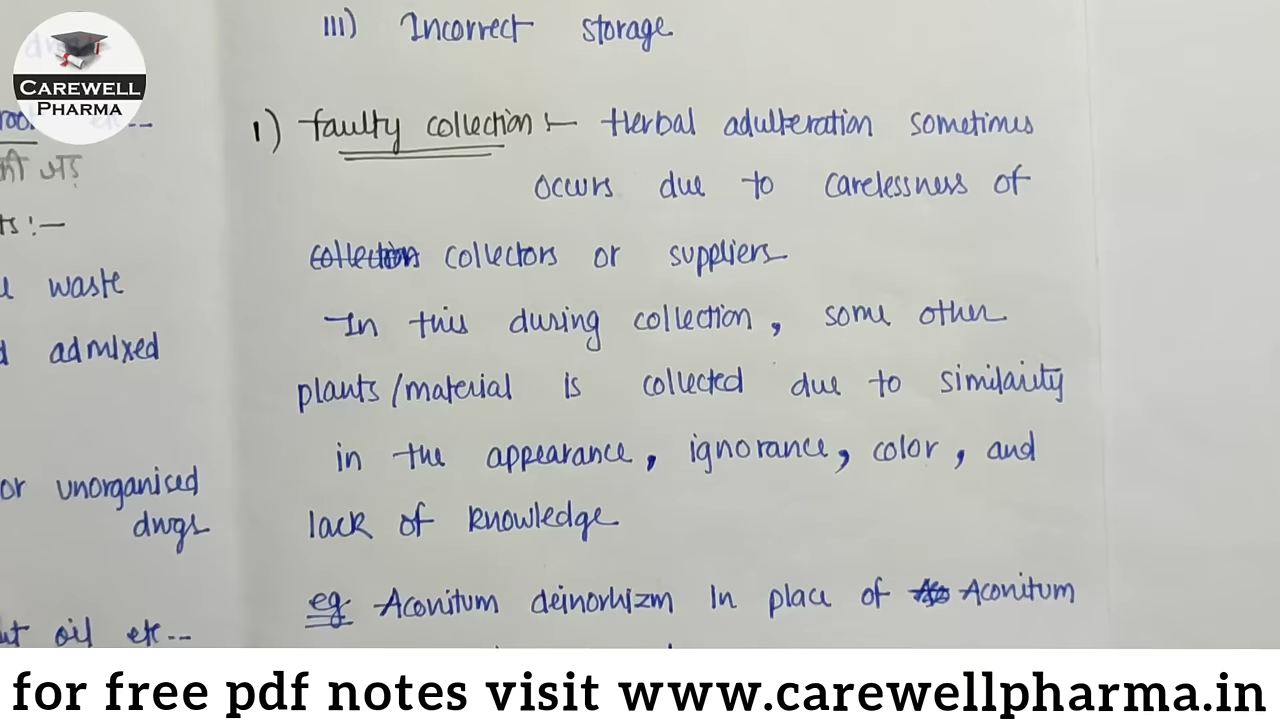 III) Incorrect storage
CAREWELL
PHARMA
1) faulty collection :- Herbal adulteration sometimes
occurs due to carelessness of
collection collectors or suppliers
In this during collection, some other
plants/material is collected due to similarity
in the appearance, ignorance, color, and
lack of knowledge
eg Aconitum deinorhizm in place of Aconitum
etc--
की जड़
ts:-
waste
admixed
or unorganised
drugs
oil etc--
for free pdf notes visit www.carewellpharma.in